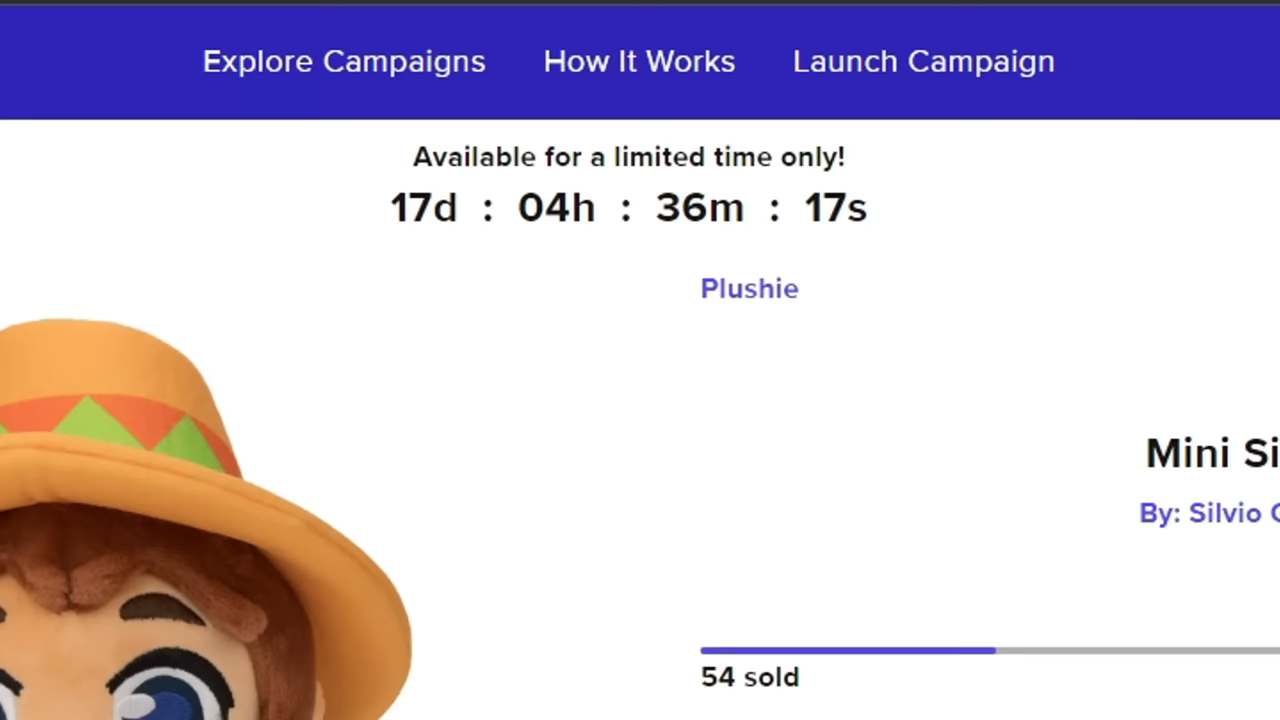 Explore Campaigns How It Works Launch Campaign
Available for a limited time only!
17d : 04h : 36m : 17s
Plushie
Mini Si
By: Silvio
54 sold